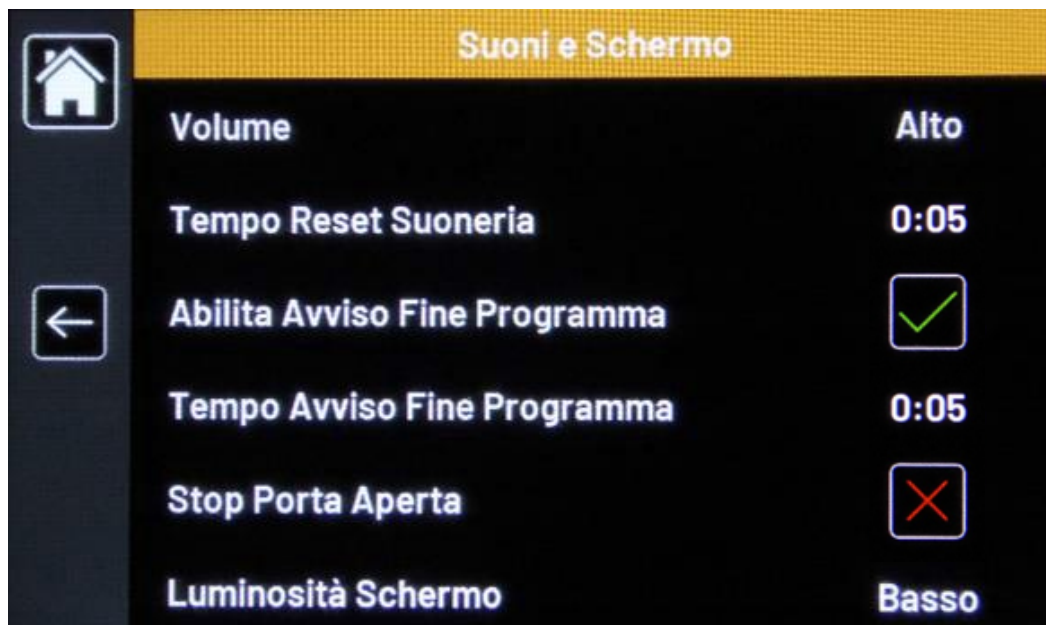 Suoni e Schermo
Volume Alto
Tempo Reset Suoneria 0:05
Abilita Avviso Fine Programma
Tempo Avviso Fine Programma 0:05
Stop Porta Aperta
Luminosità Schermo Basso